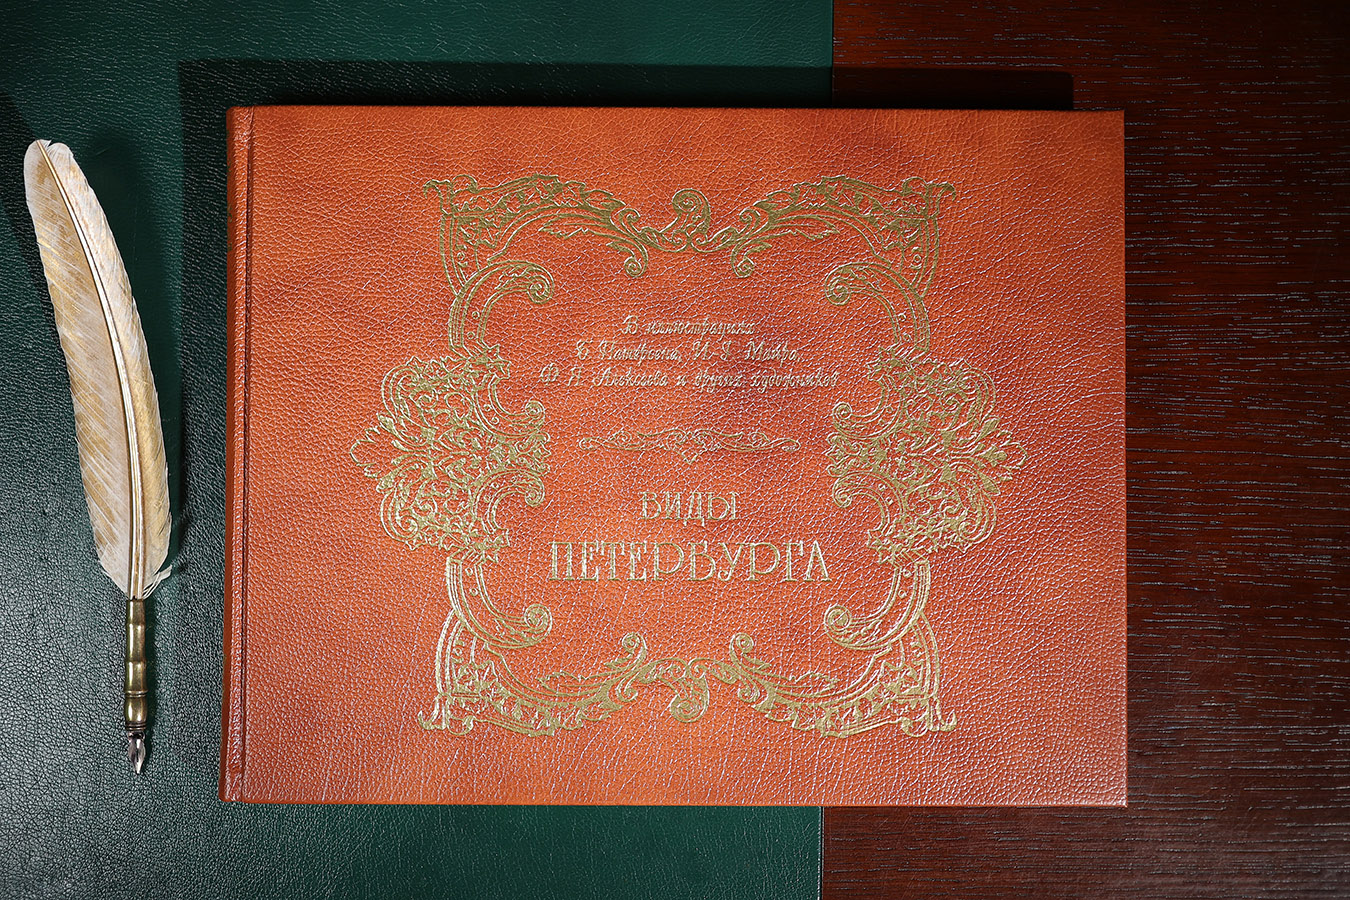 В иллюстрациях
Б. Патерсена, И. Г. Майра,
Ф. Я. Алексеева и других художников
ВИДЫ
ПЕТЕРБУРГА